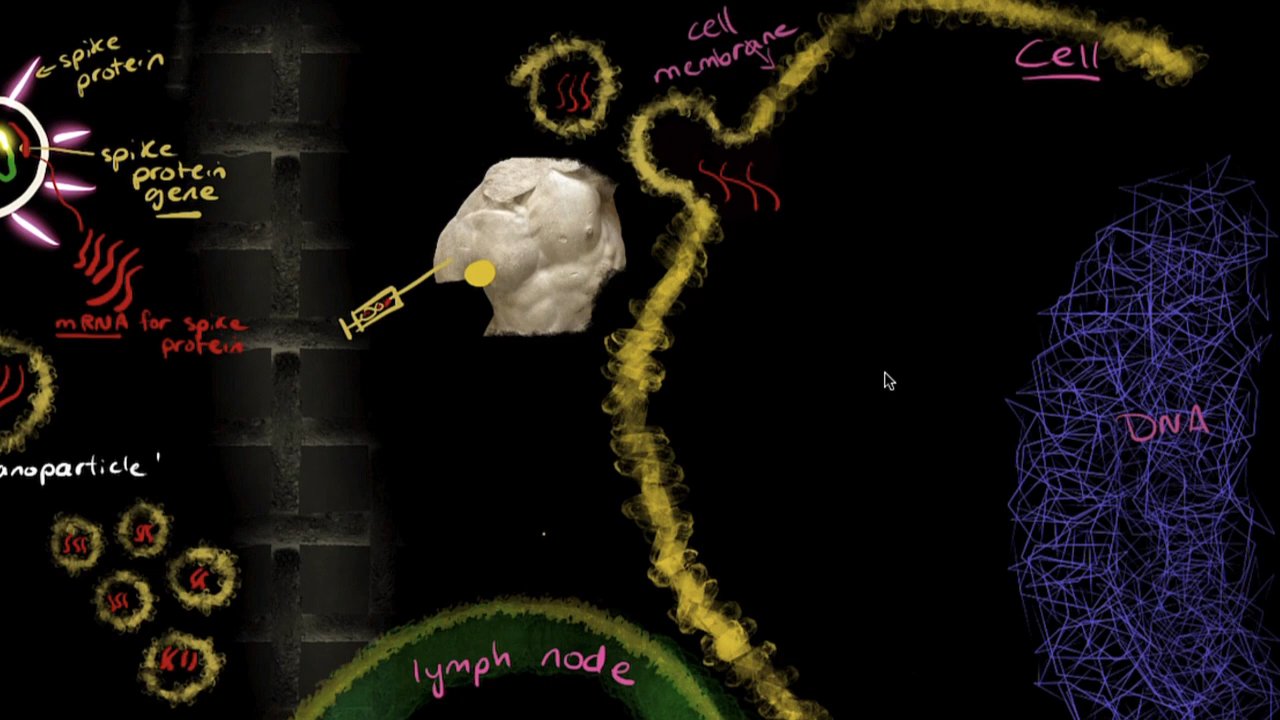 spike
protein
spike
protein
gene
mRNA for spike
protein
anoparticle'
cell
membrane
Cell
DNA
lymph node